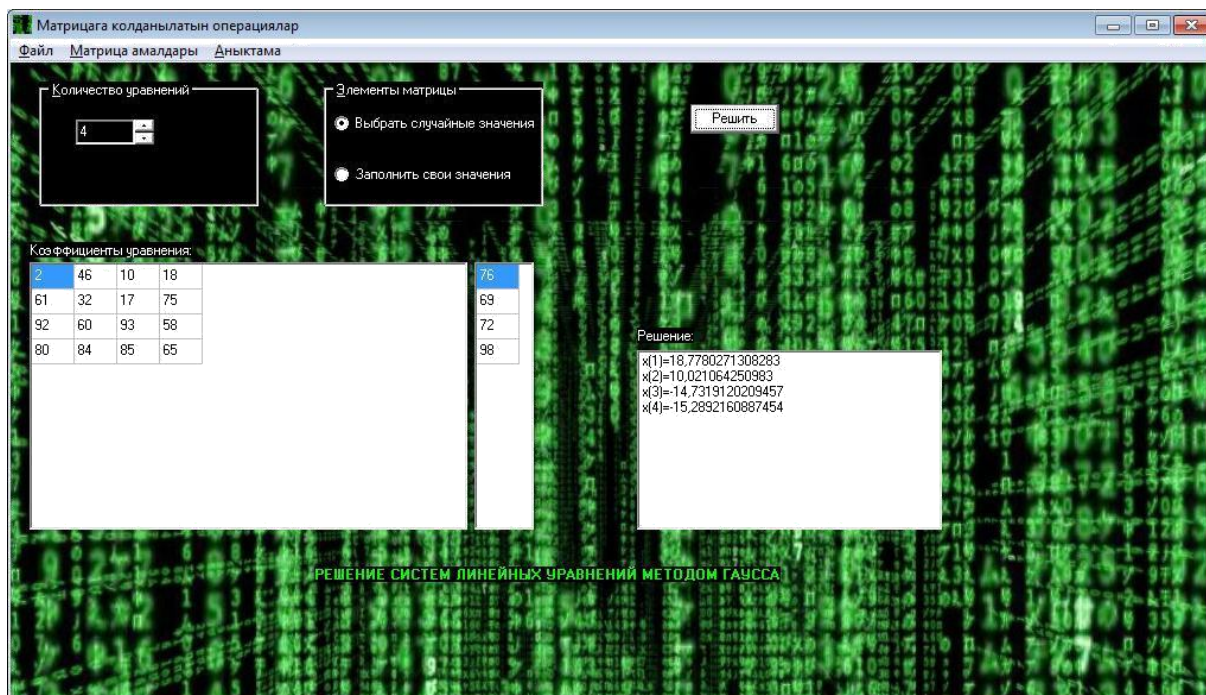 Матрицага колданылатын операциялар
Файл Матрица амалдары Аныктама
Количество уравнений
4
Элементы матрицы
Выбрать случайные значения
Заполнить свои значения
Решить
Коэффициенты уравнения:
2 46 10 18 76
61 32 17 75 69
92 60 93 58 72
80 84 85 65 98
Решение:
x(1)=18,7780271308283
x(2)=10,021064250983
x(3)=-14,7319120209457
x(4)=-15,2892160887454
РЕШЕНИЕ СИСТЕМ ЛИНЕЙНЫХ УРАВНЕНИЙ МЕТОДОМ ГАУССА